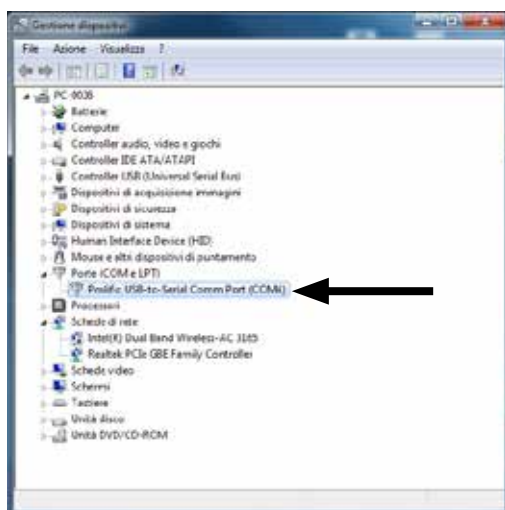 Gestione dispositivi
File Azione Visualizza ?
PC-9036
Batterie
Computer
Controller audio, video e giochi
Controller IDE ATA/ATAPI
Controller USB (Universal Serial Bus)
Dispositivi di acquisizione immagini
Dispositivi di sicurezza
Dispositivi di sistema
Human Interface Device (HID)
Mouse e altri dispositivi di puntamento
Porte (COM e LPT)
Prolific USB-to-Serial Comm Port
Processori
Schede di rete
Intel(R) Dual Band Wireless-AC 3165
Realtek PCIe GBE Family Controller
Schede video
Schermi
Tastiere
Unità disco
Unità DVD/CD-ROM